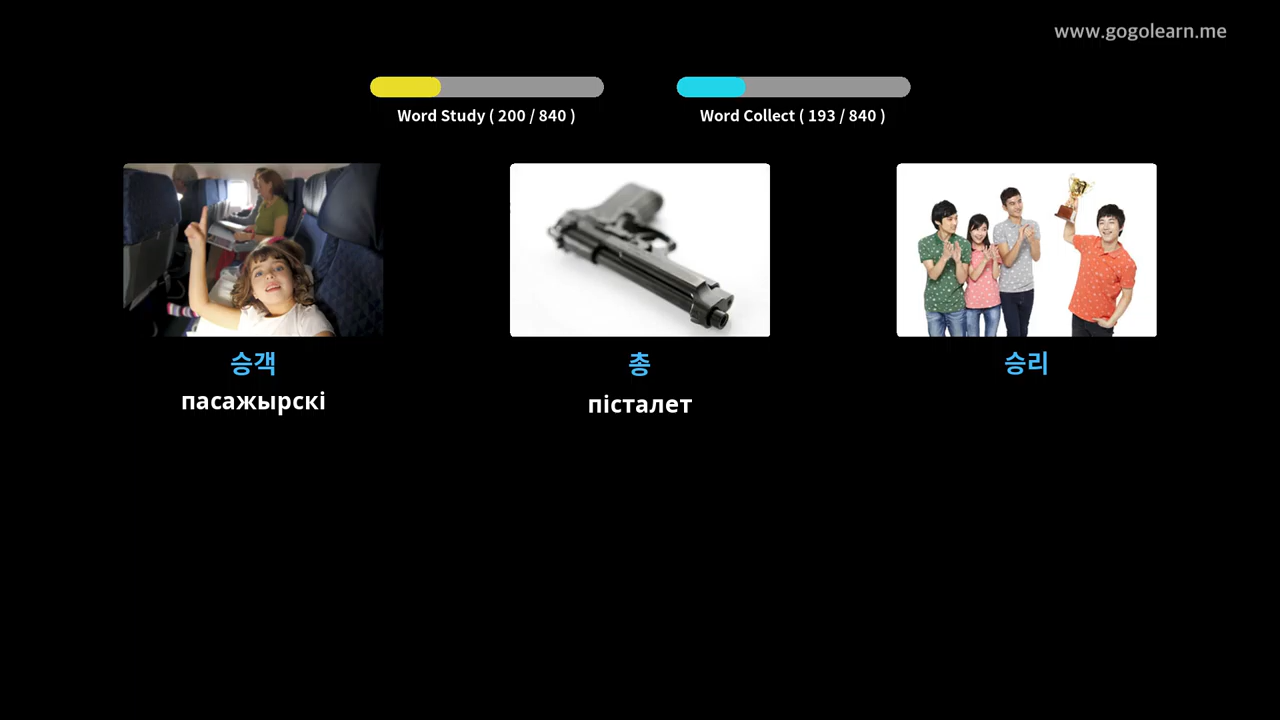 www.gogolearn.me
Word Study ( 200 / 840 )
Word Collect ( 193 / 840 )
승객
총
승리
пасажырскі
пісталет